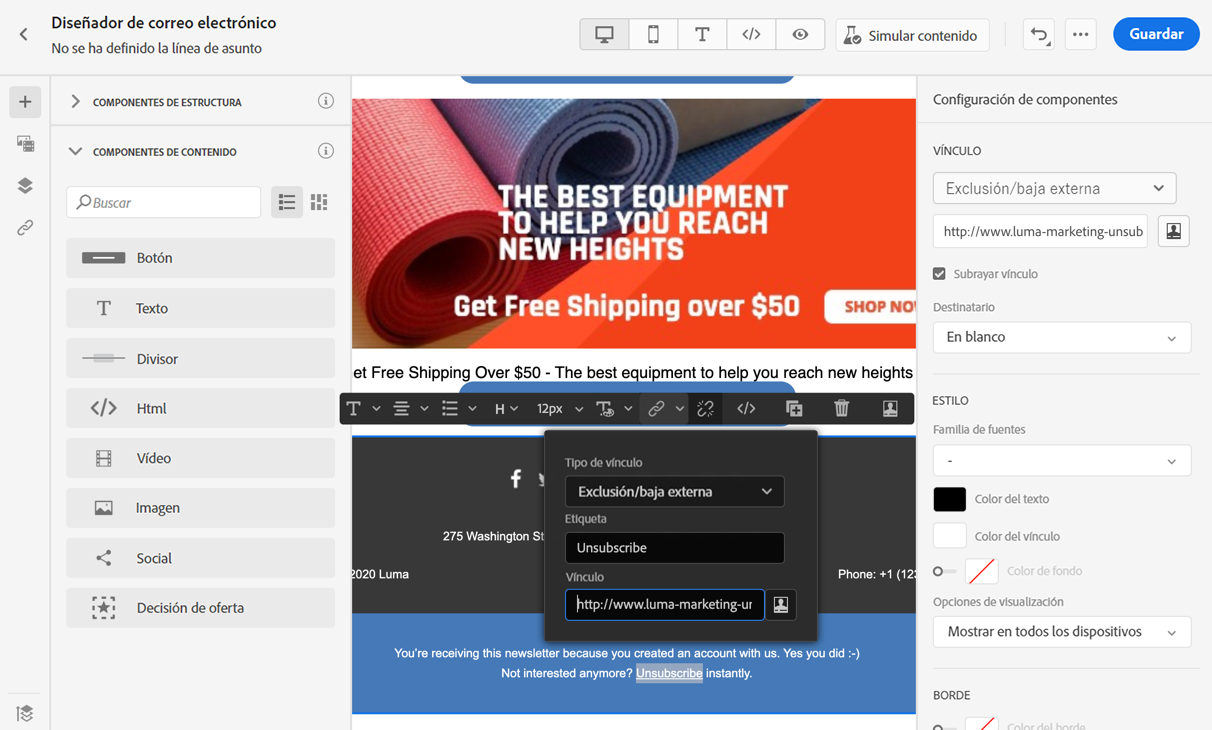 Diseñador de correo electrónico
No se ha definido la línea de asunto
Simular contenido
Guardar
COMPONENTES DE ESTRUCTURA
COMPONENTES DE CONTENIDO
Buscar
Botón
Texto
Divisor
Html
Vídeo
Imagen
Social
Decisión de oferta
THE BEST EQUIPMENT
TO HELP YOU REACH
NEW HEIGHTS
Get Free Shipping over $50
SHOP NO
et Free Shipping Over $50 - The best equipment to help you reach new heights
H
12px
Tipo de vínculo
Exclusión/baja externa
Etiqueta
Unsubscribe
Vínculo
http://www.luma-marketing-ur
275 Washington St
2020 Luma
Phone: +1 (123
You're receiving this newsletter because you created an account with us. Yes you did :-)
Not interested anymore? Unsubscribe instantly.
Configuración de componentes
VÍNCULO
Exclusión/baja externa
http://www.luma-marketing-unsub
Subrayar vínculo
Destinatario
En blanco
ESTILO
Familia de fuentes
-
Color del texto
Color del vínculo
Color de fondo
Opciones de visualización
Mostrar en todos los dispositivos
BORDE
Color del borde